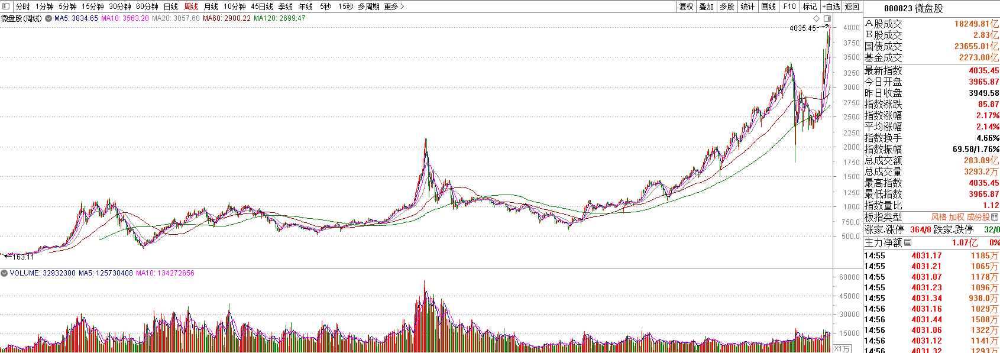 分时 1分钟 5分钟 15分钟 30分钟 60分钟 日线 周线 月线 10分钟 45日线 季线 年线 5秒 15秒 多周期 更多>
复权 叠加 多股 统计 画线 F10 标记 +自选 返回
880823 微盘股
微盘股(周线) MA5: 3834.65 MA10: 3563.20 MA20: 3057.60 MA60: 2900.22 MA120: 2699.47
4035.45
163.11
4000
3750
3500
3250
3000
2750
2500
2250
2000
1750
1500
1250
1000
750.0
500.0
VOLUME: 32932300 MA5: 125730408 MA10: 134272656
60000
45000
30000
15000
X1万
A股成交 18249.81亿
B股成交 2.83亿
国债成交 23655.01亿
基金成交 2273.00亿
最新指数 4035.45
今日开盘 3965.87
昨日收盘 3949.58
指数涨跌 85.87
指数涨幅 2.17%
平均涨幅 2.14%
指数换手 4.66%
指数振幅 69.58/1.76%
总成交额 283.89亿
总成交量 3293.2万
最高指数 4035.45
最低指数 3965.87
指数量比 1.12
板指类型 风格 加权 成份股
涨家.涨停 364/8 跌家.跌停 32/0
主力净额 1.07亿 0%
14:55 4031.17 1185万
14:55 4031.21 1065万
14:55 4031.07 1178万
14:55 4031.23 1096万
14:55 4031.34 938.0万
14:56 4031.16 1029万
14:56 4031.44 1508万
14:56 4031.06 1322万
14:56 4031.12 1141万
14:56 4031.32 1293万